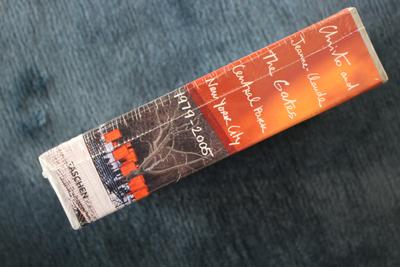 Christo and
Jeanne-Claude
The Gates
Central Park
New York City
1979-2005
TASCHEN